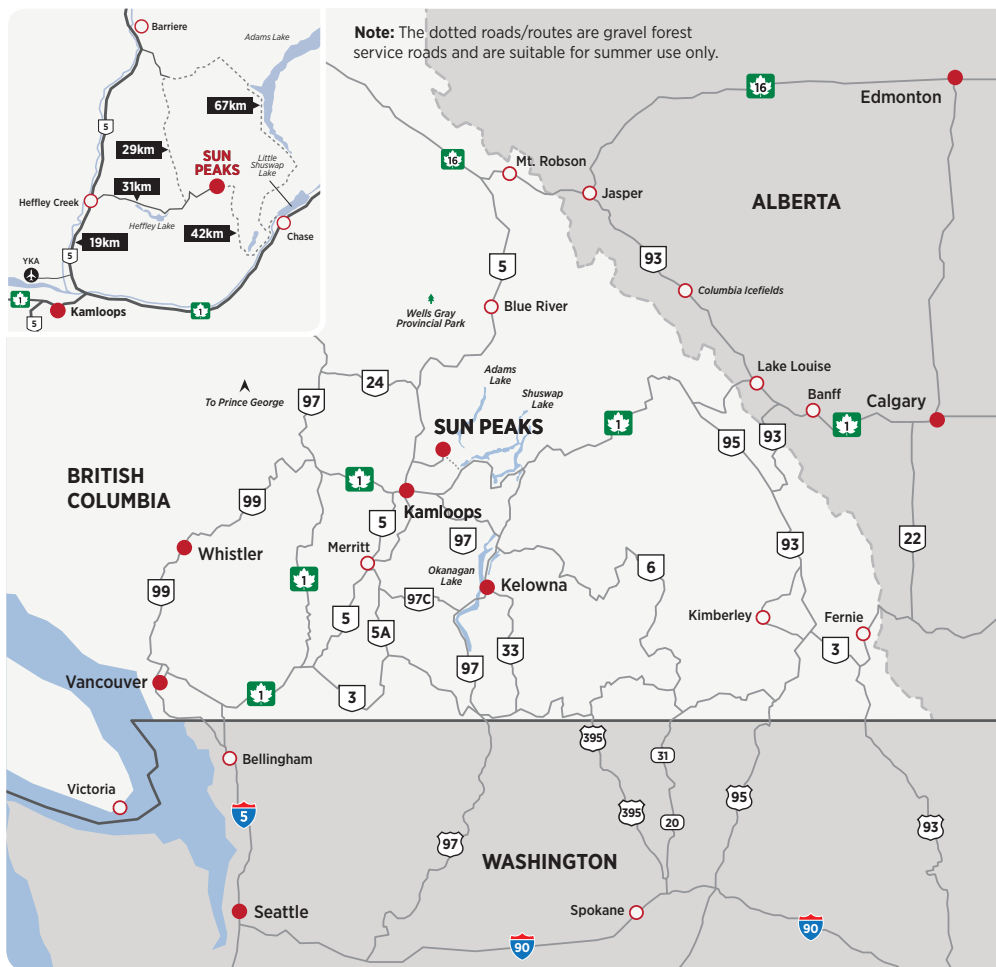 Barriere
Adams Lake
67km
5
29km
SUN
PEAKS
Little
Shuswap
Lake
31km
Heffley Creek
Heffley Lake
42km
Chase
19km
5
YKA
1
1
Kamloops
5
Note: The dotted roads/routes are gravel forest
service roads and are suitable for summer use only.
16
Edmonton
16
Mt. Robson
Jasper
ALBERTA
93
5
Columbia Icefields
Blue River
Wells Gray
Provincial Park
Adams
Lake
Lake Louise
24
To Prince George
97
Shuswap
Lake
Banff
Calgary
1
1
SUN PEAKS
95
93
BRITISH
COLUMBIA
1
99
Kamloops
5
97
22
Whistler
Merritt
93
Okanagan
Lake
6
1
Kelowna
99
97C
Kimberley
Fernie
5
5A
33
3
97
Vancouver
1
3
395
31
Bellingham
Victoria
95
5
395
20
93
97
WASHINGTON
Seattle
Spokane
90
90